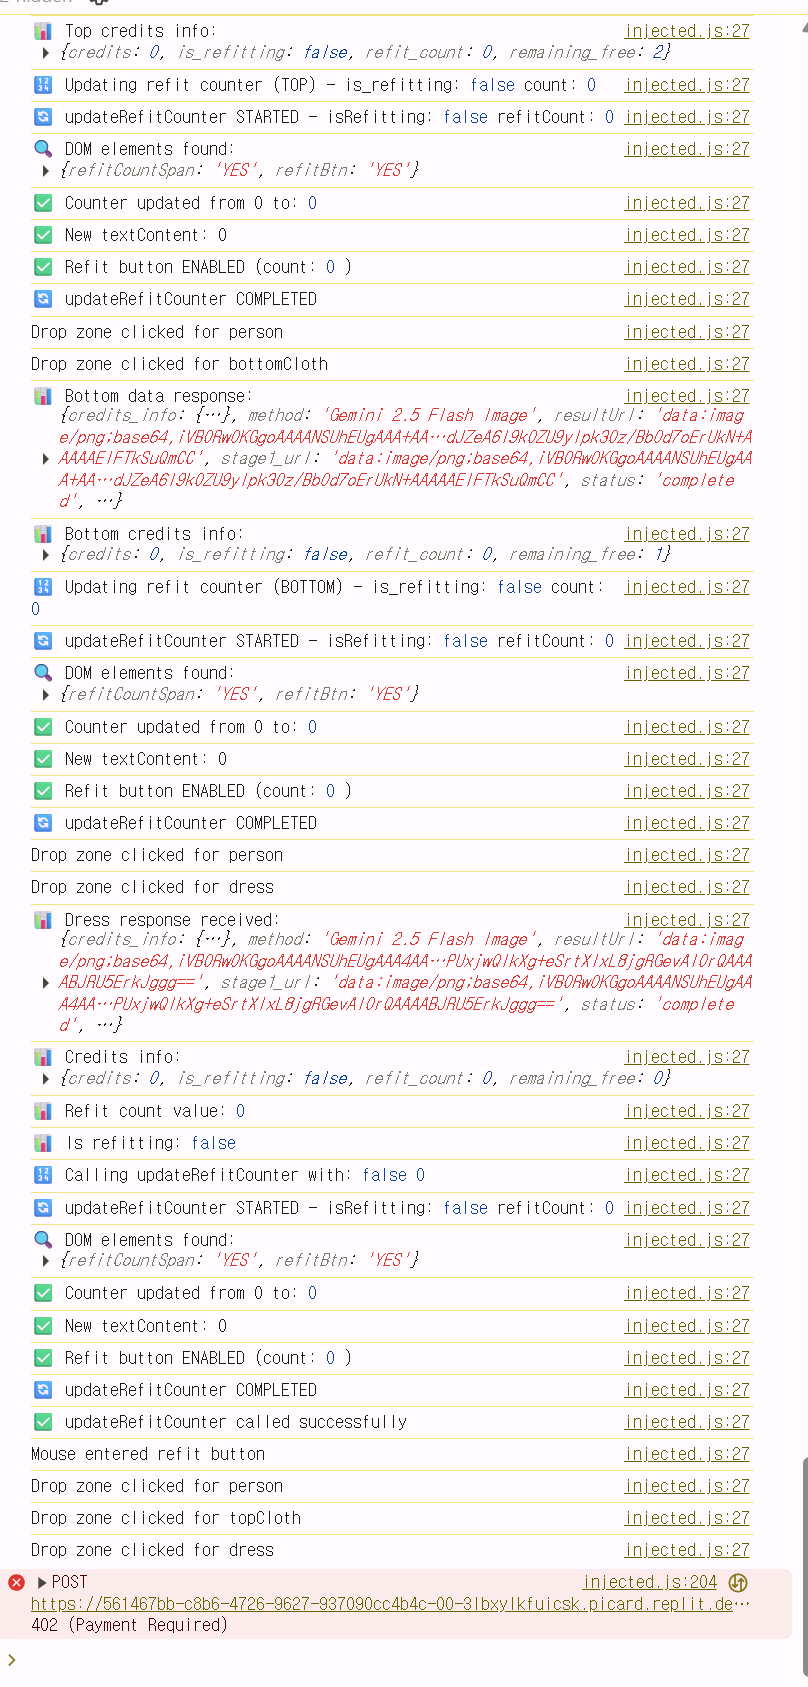 2 hidden
Top credits info: injected.js:27
{credits: 0, is_refitting: false, refit_count: 0, remaining_free: 2}
Updating refit counter (TOP) - is_refitting: false count: 0 injected.js:27
updateRefitCounter STARTED - isRefitting: false refitCount: 0 injected.js:27
DOM elements found: injected.js:27
{refitCountSpan: 'YES', refitBtn: 'YES'}
Counter updated from 0 to: 0 injected.js:27
New textContent: 0 injected.js:27
Refit button ENABLED (count: 0 ) injected.js:27
updateRefitCounter COMPLETED injected.js:27
Drop zone clicked for person injected.js:27
Drop zone clicked for bottomCloth injected.js:27
Bottom data response: injected.js:27
{credits_info: {…}, method: 'Gemini 2.5 Flash Image', resultUrl: 'data:imag
e/png;base64,iVBORw0KGgoAAAANSUhEUgAAA+AA…dJZeA6I9k0ZU9ylpk30z/Bb0d7oErUkN+A
AAAAElFTkSuQmCC', stage1_url: 'data:image/png;base64,iVBORw0KGgoAAAANSUhEUgAA
A+AA…dJZeA6I9k0ZU9ylpk30z/Bb0d7oErUkN+AAAAAElFTkSuQmCC', status: 'complete
d', …}
Bottom credits info: injected.js:27
{credits: 0, is_refitting: false, refit_count: 0, remaining_free: 1}
Updating refit counter (BOTTOM) - is_refitting: false count: injected.js:27
0
updateRefitCounter STARTED - isRefitting: false refitCount: 0 injected.js:27
DOM elements found: injected.js:27
{refitCountSpan: 'YES', refitBtn: 'YES'}
Counter updated from 0 to: 0 injected.js:27
New textContent: 0 injected.js:27
Refit button ENABLED (count: 0 ) injected.js:27
updateRefitCounter COMPLETED injected.js:27
Drop zone clicked for person injected.js:27
Drop zone clicked for dress injected.js:27
Dress response received: injected.js:27
{credits_info: {…}, method: 'Gemini 2.5 Flash Image', resultUrl: 'data:imag
e/png;base64,iVBORw0KGgoAAAANSUhEUgAAA4AA…PUxjwQIkXg+eSrtXIxL8jgRGevAI0rQAAA
ABJRU5ErkJggg==', stage1_url: 'data:image/png;base64,iVBORw0KGgoAAAANSUhEUgAA
A4AA…PUxjwQIkXg+eSrtXIxL8jgRGevAI0rQAAAABJRU5ErkJggg==', status: 'complete
d', …}
Credits info: injected.js:27
{credits: 0, is_refitting: false, refit_count: 0, remaining_free: 0}
Refit count value: 0 injected.js:27
Is refitting: false injected.js:27
Calling updateRefitCounter with: false 0 injected.js:27
updateRefitCounter STARTED - isRefitting: false refitCount: 0 injected.js:27
DOM elements found: injected.js:27
{refitCountSpan: 'YES', refitBtn: 'YES'}
Counter updated from 0 to: 0 injected.js:27
New textContent: 0 injected.js:27
Refit button ENABLED (count: 0 ) injected.js:27
updateRefitCounter COMPLETED injected.js:27
updateRefitCounter called successfully injected.js:27
Mouse entered refit button injected.js:27
Drop zone clicked for person injected.js:27
Drop zone clicked for topCloth injected.js:27
Drop zone clicked for dress injected.js:27
POST injected.js:204
https://561467bb-c8b6-4726-9627-937090cc4b4c-00-3lbxylkfuicsk.picard.replit.de…
402 (Payment Required)